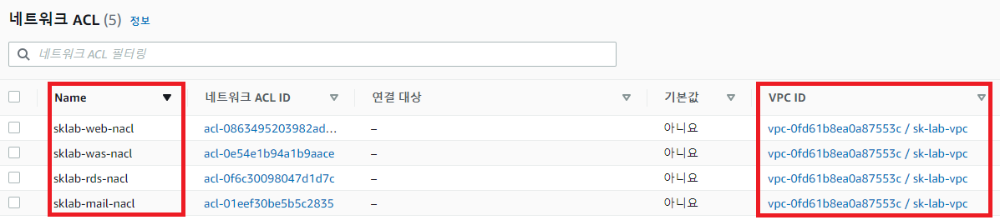 네트워크 ACL (5) 정보
네트워크 ACL 필터링
Name 네트워크 ACL ID 연결 대상 기본값 VPC ID
sklab-web-nacl acl-0863495203982ad... – 아니요 vpc-0fd61b8ea0a87553c / sk-lab-vpc
sklab-was-nacl acl-0e54e1b94a1b9aace – 아니요 vpc-0fd61b8ea0a87553c / sk-lab-vpc
sklab-rds-nacl acl-0f6c30098047d1d7c – 아니요 vpc-0fd61b8ea0a87553c / sk-lab-vpc
sklab-mail-nacl acl-01eef30be5b5c2835 – 아니요 vpc-0fd61b8ea0a87553c / sk-lab-vpc